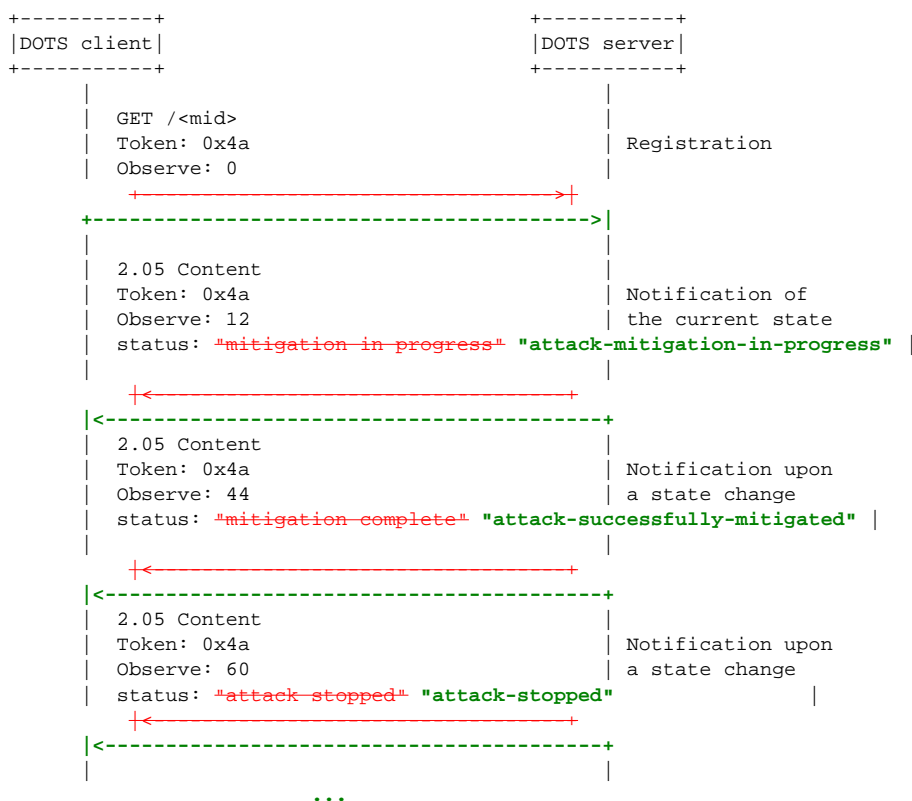 +-----------+                              +-----------+
|DOTS client|                              |DOTS server|
+-----------+                              +-----------+
      |                                          |
      |  GET /<mid>                              |
      |  Token: 0x4a                             | Registration
      |  Observe: 0                              |
          +---------------------------------->|
      +----------------------------------------->|
      |                                          |
      |  2.05 Content                            |
      |  Token: 0x4a                             | Notification of
      |  Observe: 12                             | the current state
      |  status: "mitigation in progress" "attack-mitigation-in-progress" |
      |                                          |
          |<----------------------------------+
      |<-----------------------------------------+
      |  2.05 Content                            |
      |  Token: 0x4a                             | Notification upon
      |  Observe: 44                             | a state change
      |  status: "mitigation complete" "attack-successfully-mitigated" |
      |                                          |
          |<----------------------------------+
      |<-----------------------------------------+
      |  2.05 Content                            |
      |  Token: 0x4a                             | Notification upon
      |  Observe: 60                             | a state change
      |  status: "attack stopped" "attack-stopped"                |
          |<----------------------------------+
      |<-----------------------------------------+
      |                                          |
                         ...